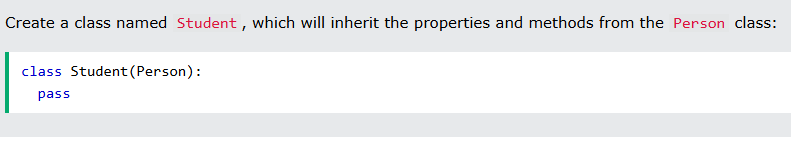 Create a class named Student , which will inherit the properties and methods from the Person class:
class Student(Person):
  pass